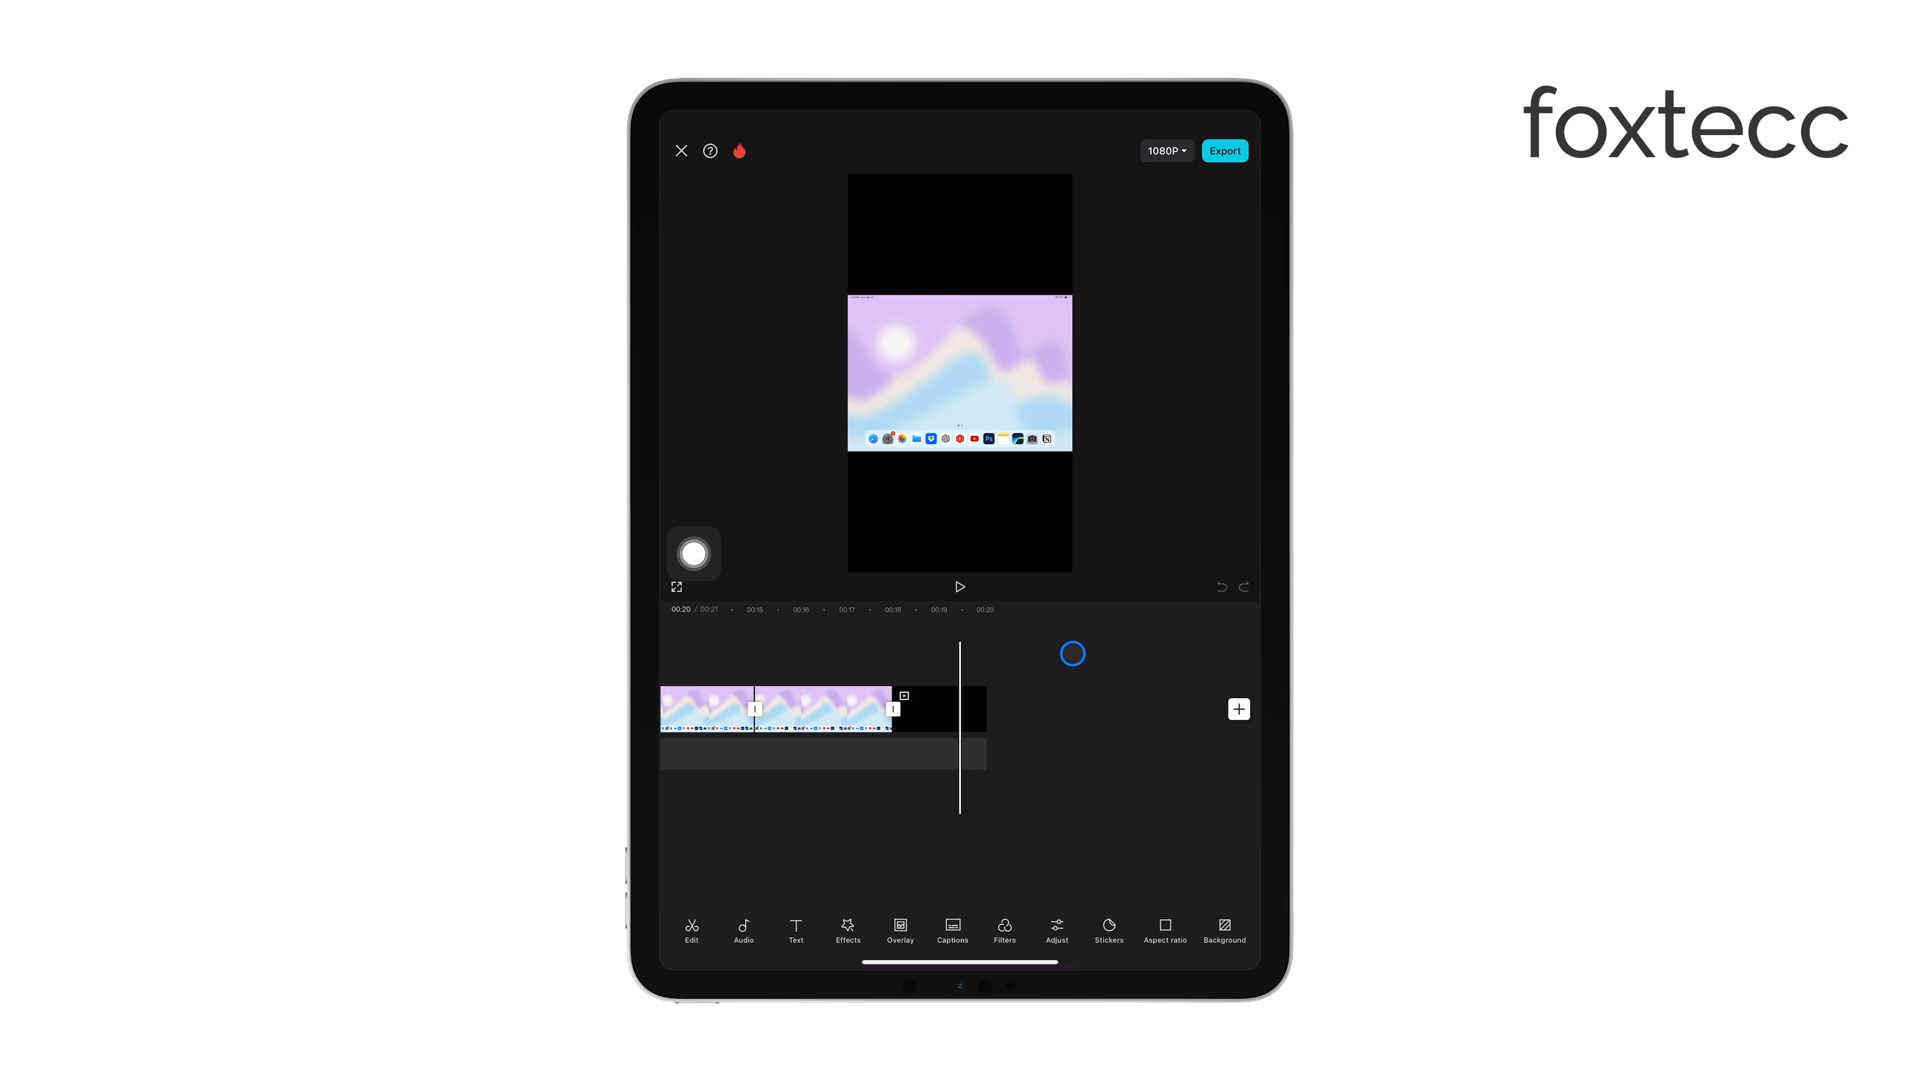 foxtecc
1080P
Export
Ps
00:20 / 00:21
00:15
00:16
00:17
00:18
00:19
00:20
Edit
Audio
Text
Effects
Overlay
Captions
Filters
Adjust
Stickers
Aspect ratio
Background